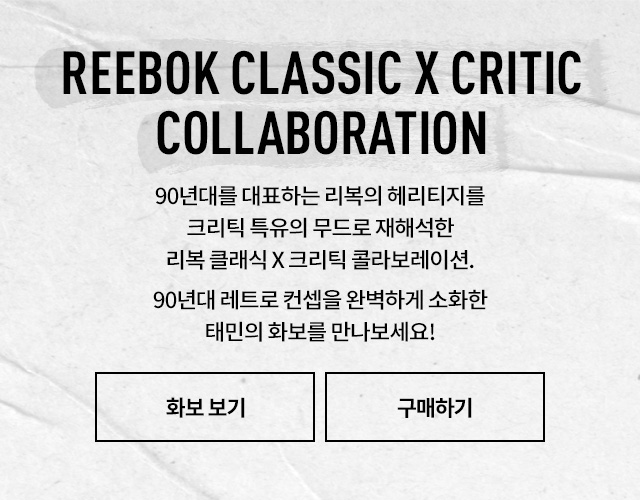 REEBOK CLASSIC X CRITIC
COLLABORATION
90년대를 대표하는 리복의 헤리티지를
크리틱 특유의 무드로 재해석한
리복 클래식 X 크리틱 콜라보레이션.
90년대 레트로 컨셉을 완벽하게 소화한
태민의 화보를 만나보세요!
화보 보기
구매하기